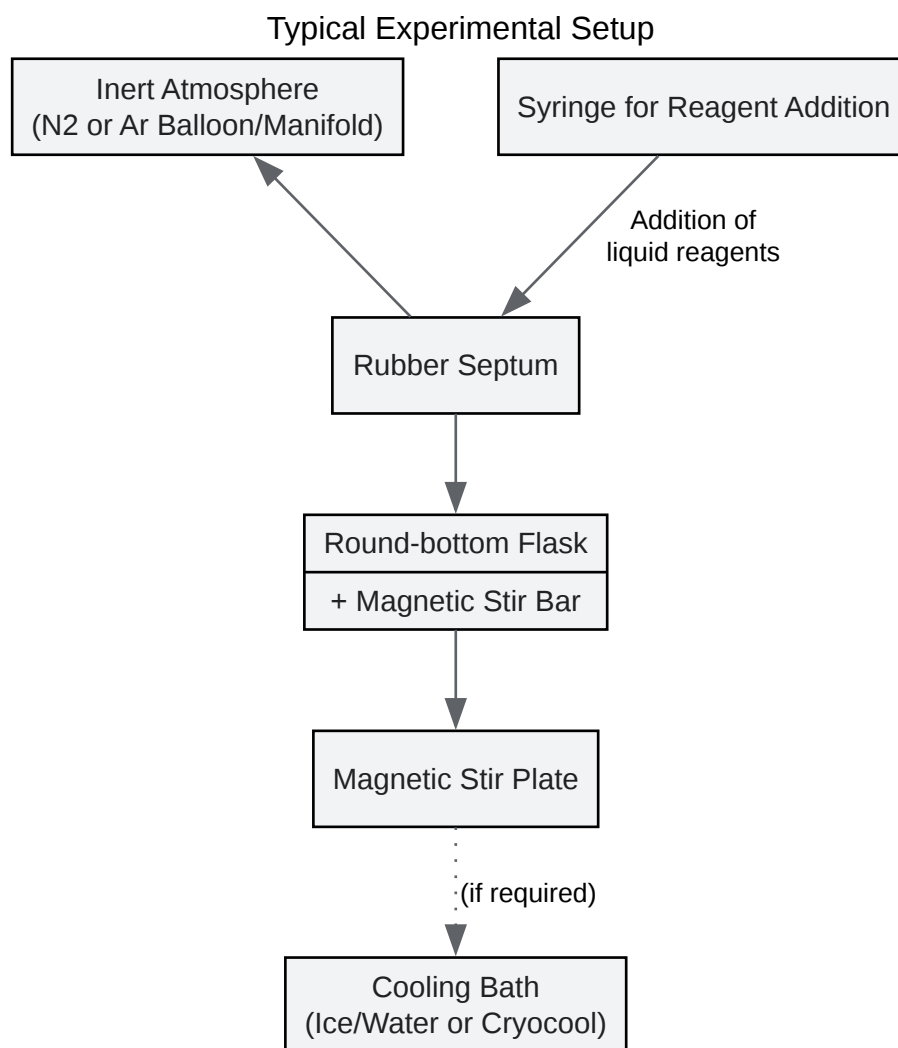 Typical Experimental Setup
Inert Atmosphere
(N2 or Ar Balloon/Manifold)
Syringe for Reagent Addition
Addition of
liquid reagents
Rubber Septum
Round-bottom Flask
+ Magnetic Stir Bar
Magnetic Stir Plate
(if required)
Cooling Bath
(Ice/Water or Cryocool)